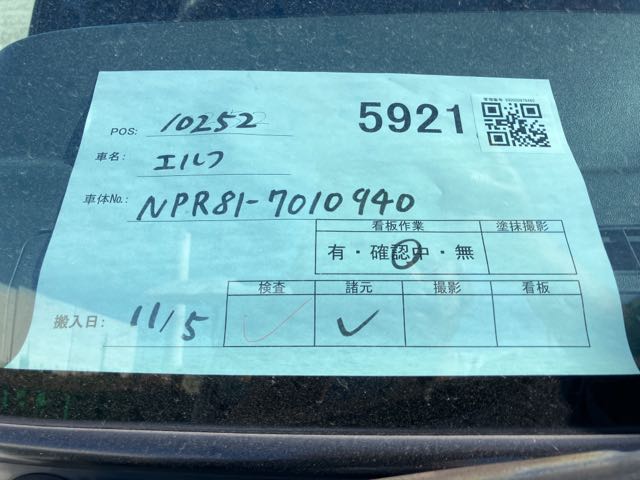 POS: 10252
5921
車名: エルフ
車体No.: NPR81-7010940
看板作業 塗抹撮影
有・確認中・無
検査 諸元 撮影 看板
搬入日: 11/5 ✓ ✓